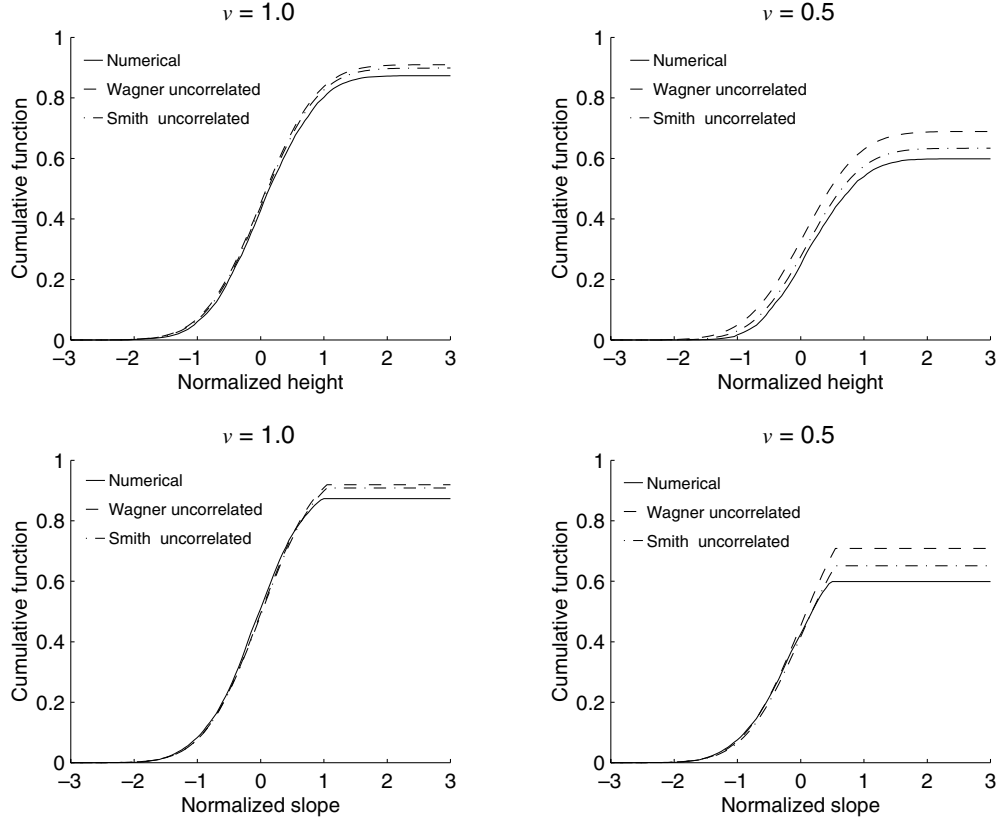 ν = 1.0
1
0.8
0.6
0.4
0.2
0
Cumulative function
Numerical
Wagner uncorrelated
Smith uncorrelated
−3
−2
−1
0
1
2
3
Normalized height
ν = 0.5
1
0.8
0.6
0.4
0.2
0
Cumulative function
Numerical
Wagner uncorrelated
Smith uncorrelated
−3
−2
−1
0
1
2
3
Normalized height
ν = 1.0
1
0.8
0.6
0.4
0.2
0
Cumulative function
Numerical
Wagner uncorrelated
Smith uncorrelated
−3
−2
−1
0
1
2
3
Normalized slope
ν = 0.5
1
0.8
0.6
0.4
0.2
0
Cumulative function
Numerical
Wagner uncorrelated
Smith uncorrelated
−3
−2
−1
0
1
2
3
Normalized slope